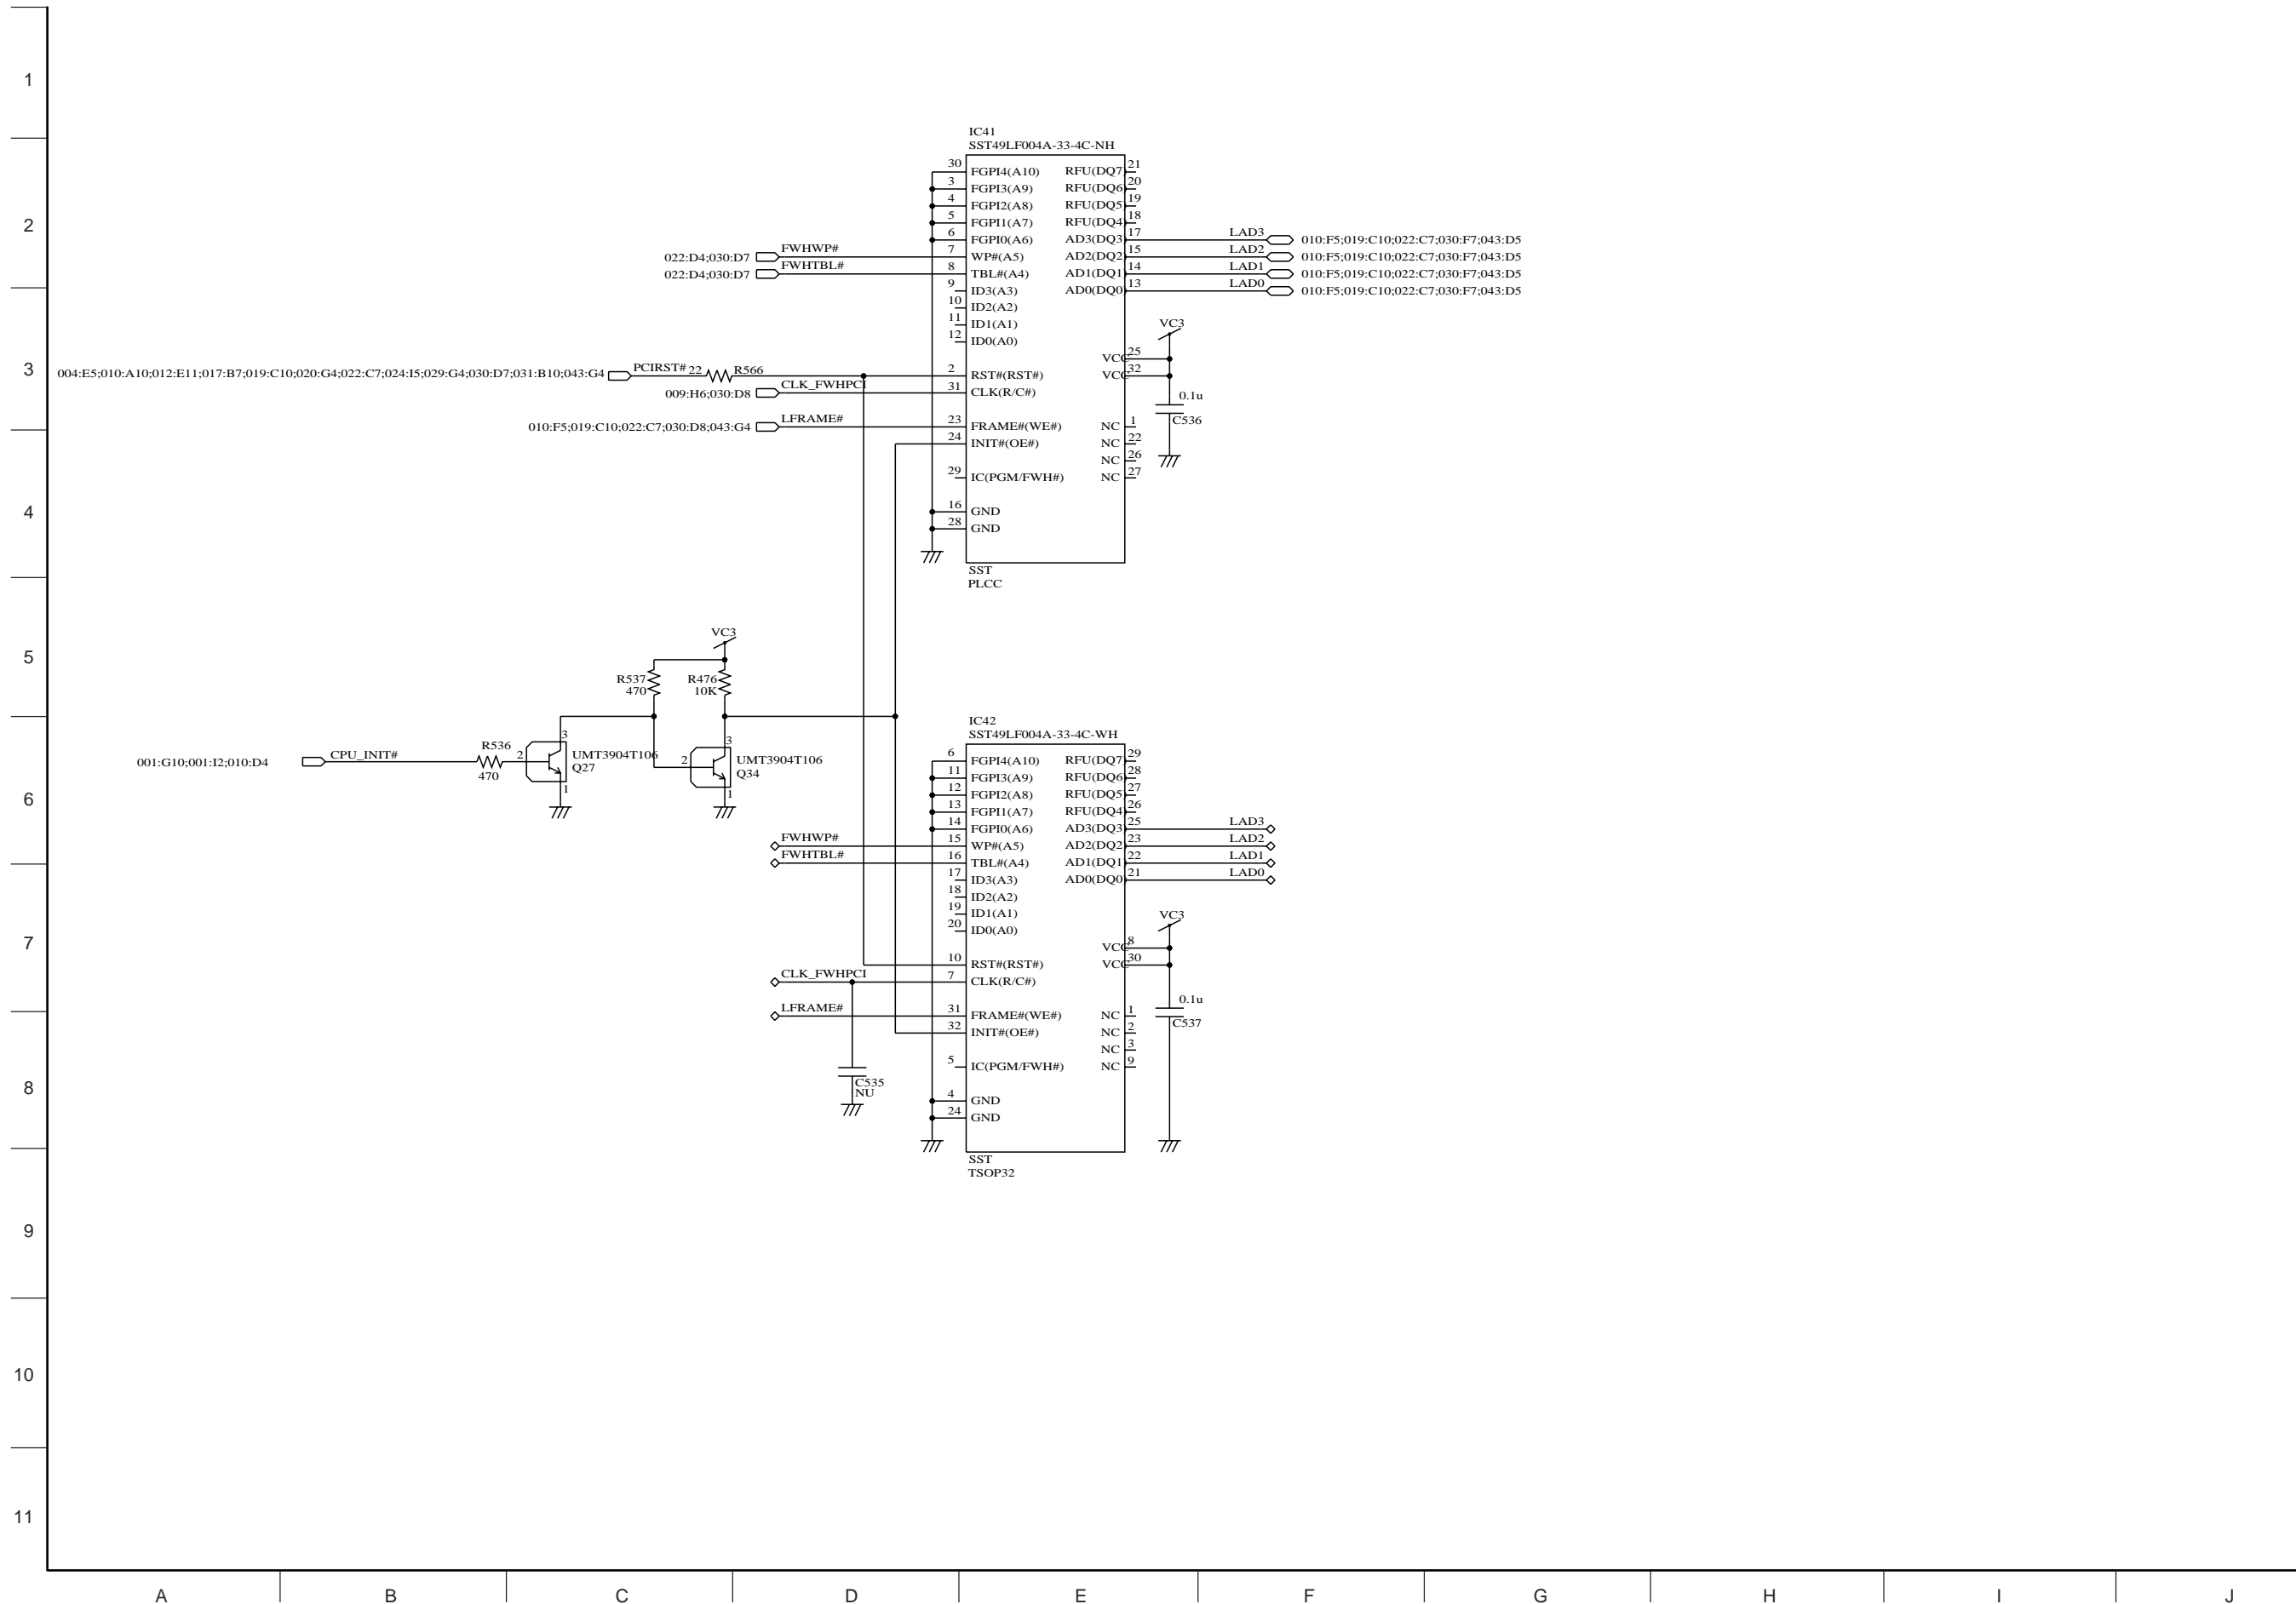 1
IC41
SST49LF004A-33-4C-NH
30 FGPI4(A10) RFU(DQ7) 21
3 FGPI3(A9) RFU(DQ6) 20
4 FGPI2(A8) RFU(DQ5) 19
5 FGPI1(A7) RFU(DQ4) 18
2
6 FGPI0(A6) AD3(DQ3) 17 LAD3 010:F5;019:C10;022:C7;030:F7;043:D5
022:D4;030:D7 FWHWP# 7 WP#(A5) AD2(DQ2) 15 LAD2 010:F5;019:C10;022:C7;030:F7;043:D5
022:D4;030:D7 FWHTBL# 8 TBL#(A4) AD1(DQ1) 14 LAD1 010:F5;019:C10;022:C7;030:F7;043:D5
9 ID3(A3) AD0(DQ0) 13 LAD0 010:F5;019:C10;022:C7;030:F7;043:D5
10 ID2(A2)
11 ID1(A1) VC3
12 ID0(A0)
VCC 25
3
004:E5;010:A10;012:E11;017:B7;019:C10;020:G4;022:C7;024:I5;029:G4;030:D7;031:B10;043:G4 PCIRST# 22 R566 2 RST#(RST#) VCC 32
009:H6;030:D8 CLK_FWHPCI 31 CLK(R/C#) 0.1u
C536
010:F5;019:C10;022:C7;030:D8;043:G4 LFRAME# 23 FRAME#(WE#) NC 1
24 INIT#(OE#) NC 22
NC 26
29 IC(PGM/FWH#) NC 27
4
16 GND
28 GND
SST
PLCC
VC3
5
R537 R476
470 10K
IC42
SST49LF004A-33-4C-WH
3 3
001:G10;001:I2;010:D4 CPU_INIT# R536 2 UMT3904T106 2 UMT3904T106
470 Q27 Q34
1 1
6 FGPI4(A10) RFU(DQ7) 29
11 FGPI3(A9) RFU(DQ6) 28
12 FGPI2(A8) RFU(DQ5) 27
6
13 FGPI1(A7) RFU(DQ4) 26
14 FGPI0(A6) AD3(DQ3) 25 LAD3
FWHWP# 15 WP#(A5) AD2(DQ2) 23 LAD2
FWHTBL# 16 TBL#(A4) AD1(DQ1) 22 LAD1
17 ID3(A3) AD0(DQ0) 21 LAD0
18 ID2(A2)
19 ID1(A1) VC3
20 ID0(A0)
7
VCC 8
10 RST#(RST#) VCC 30
CLK_FWHPCI 7 CLK(R/C#)
0.1u
C537
LFRAME# 31 FRAME#(WE#) NC 1
32 INIT#(OE#) NC 2
NC 3
5 IC(PGM/FWH#) NC 9
8
C535
NU
4 GND
24 GND
SST
TSOP32
9
10
11
A B C D E F G H I J